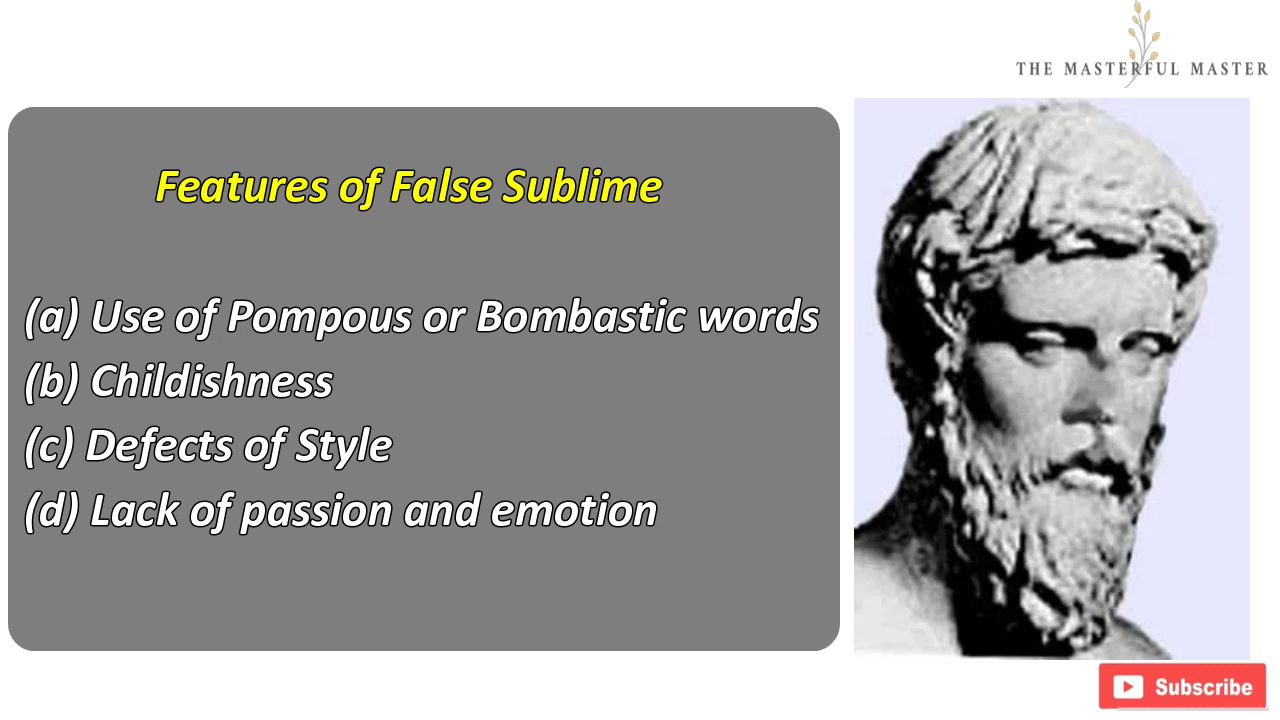 THE MASTERFUL MASTER
Features of False Sublime
(a) Use of Pompous or Bombastic words
(b) Childishness
(c) Defects of Style
(d) Lack of passion and emotion
Subscribe